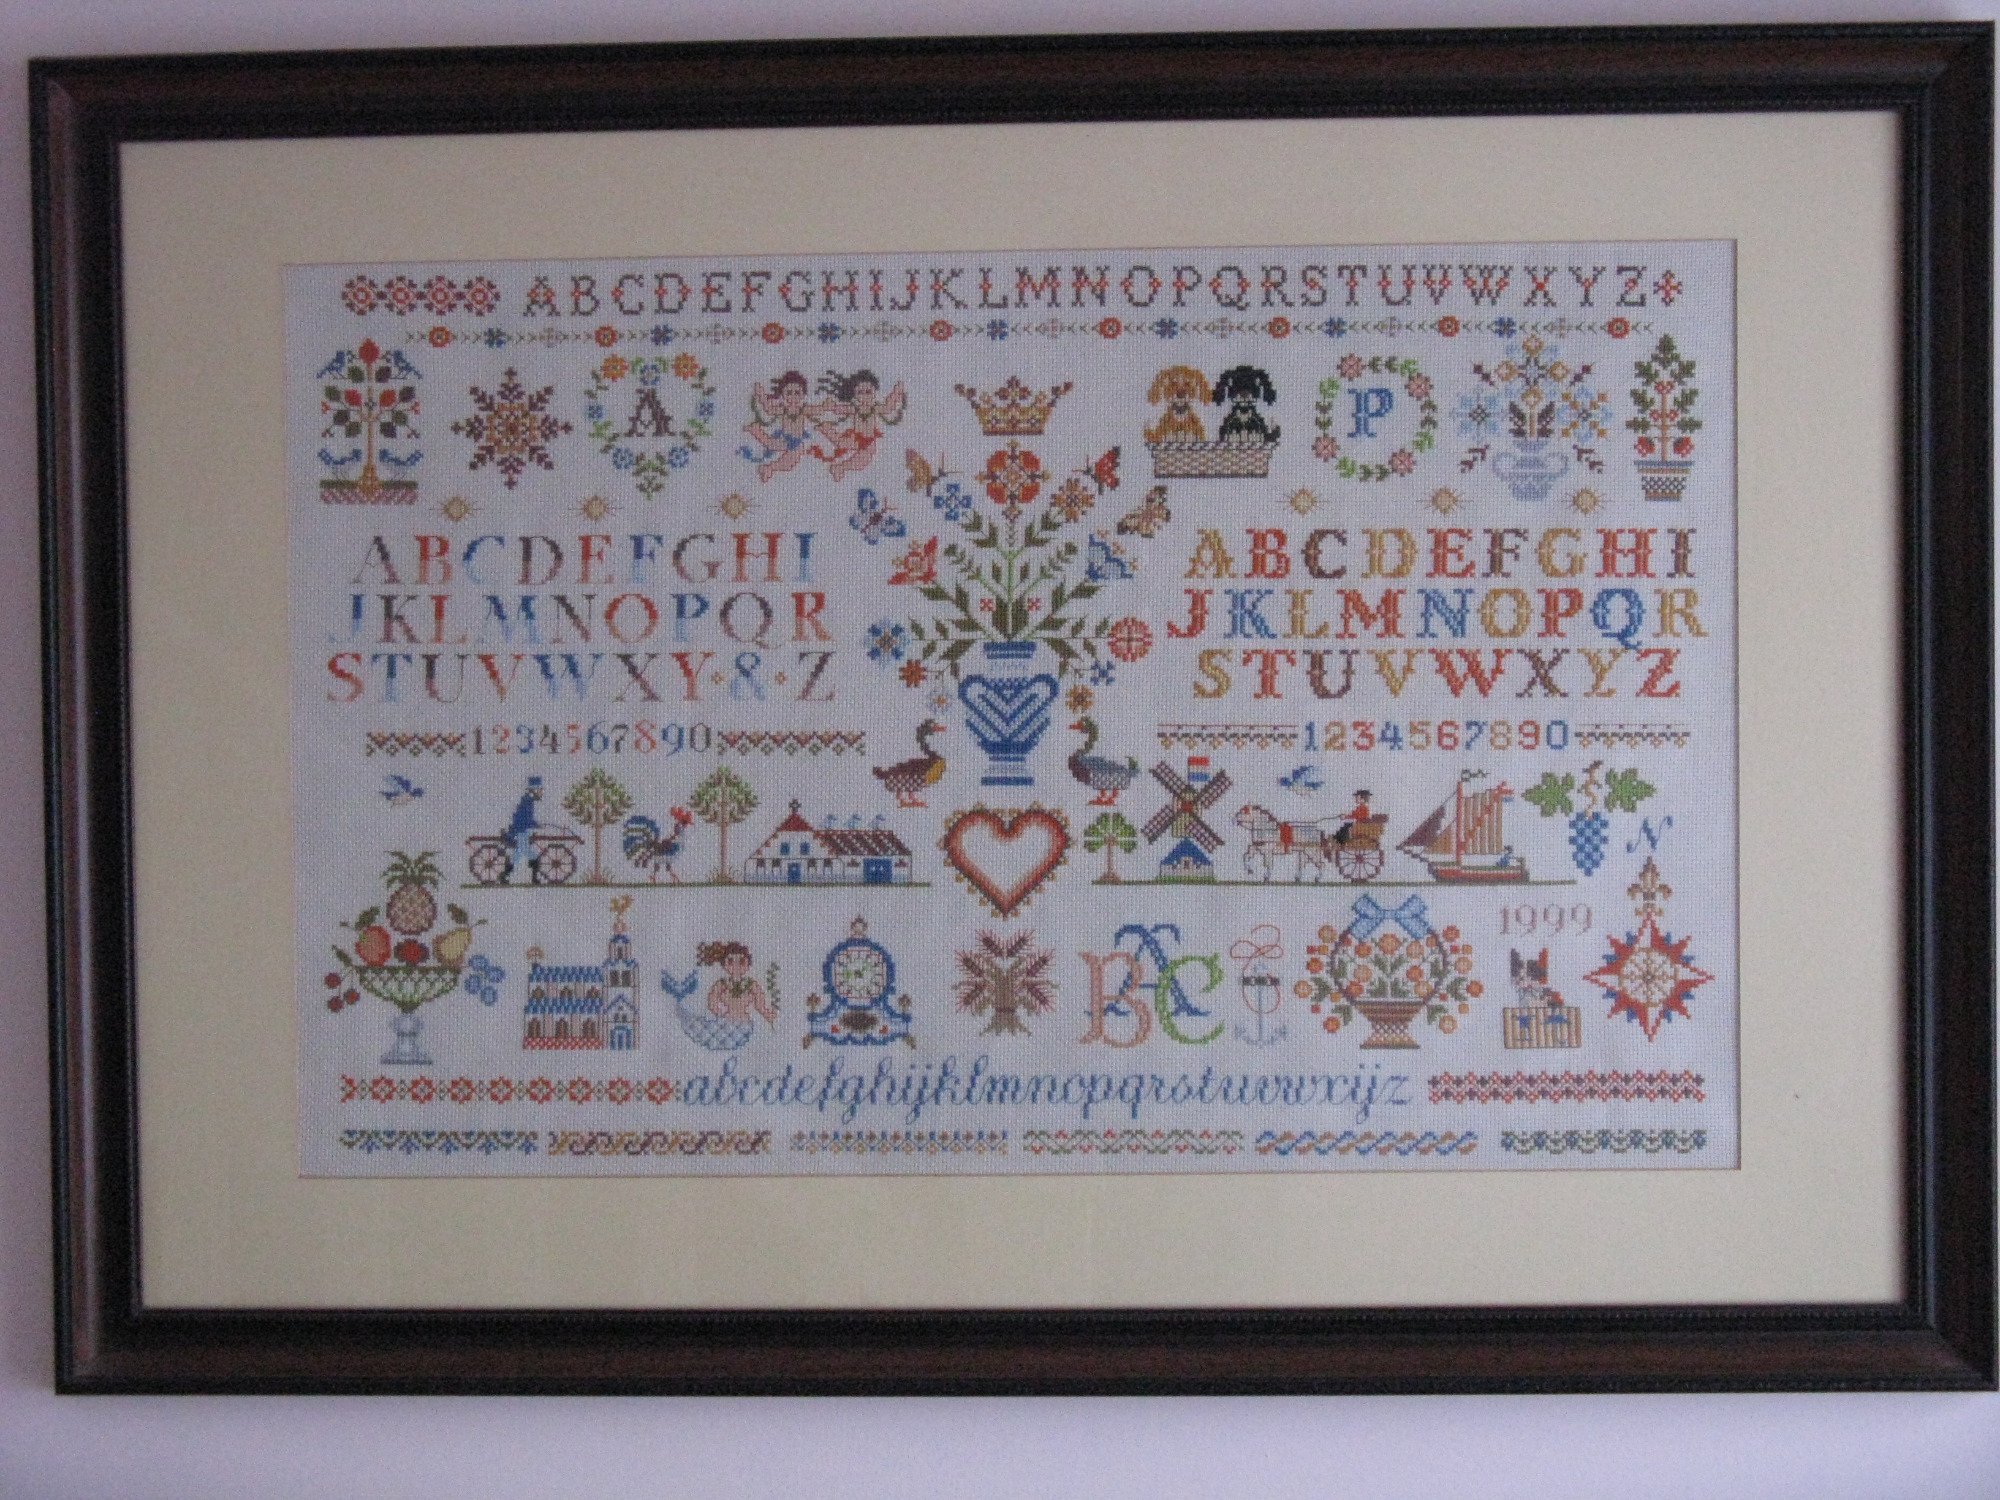 ABCDEFGHIJKLMNOPQRSTUVWXYZ
A
P
ABCDEFGHI
JKLMNOPQR
STUVWXY·&·Z
1234567890
ABCDEFGHI
JKLMNOPQR
STUVWXYZ
1234567890
N
1999
ABC
abcdefghijklmnopqrstuvwxijz